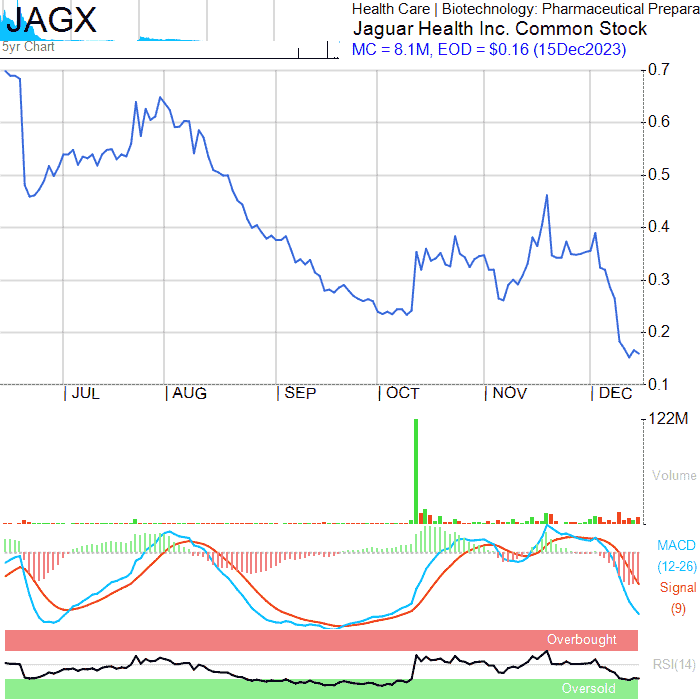 JAGX
Health Care | Biotechnology: Pharmaceutical Prepara
Jaguar Health Inc. Common Stock
5yr Chart
MC = 8.1M, EOD = $0.16 (15Dec2023)
0.7
0.6
0.5
0.4
0.3
0.2
0.1
JUL AUG SEP OCT NOV DEC
122M
Volume
MACD
(12-26)
Signal
(9)
Overbought
RSI(14)
Oversold